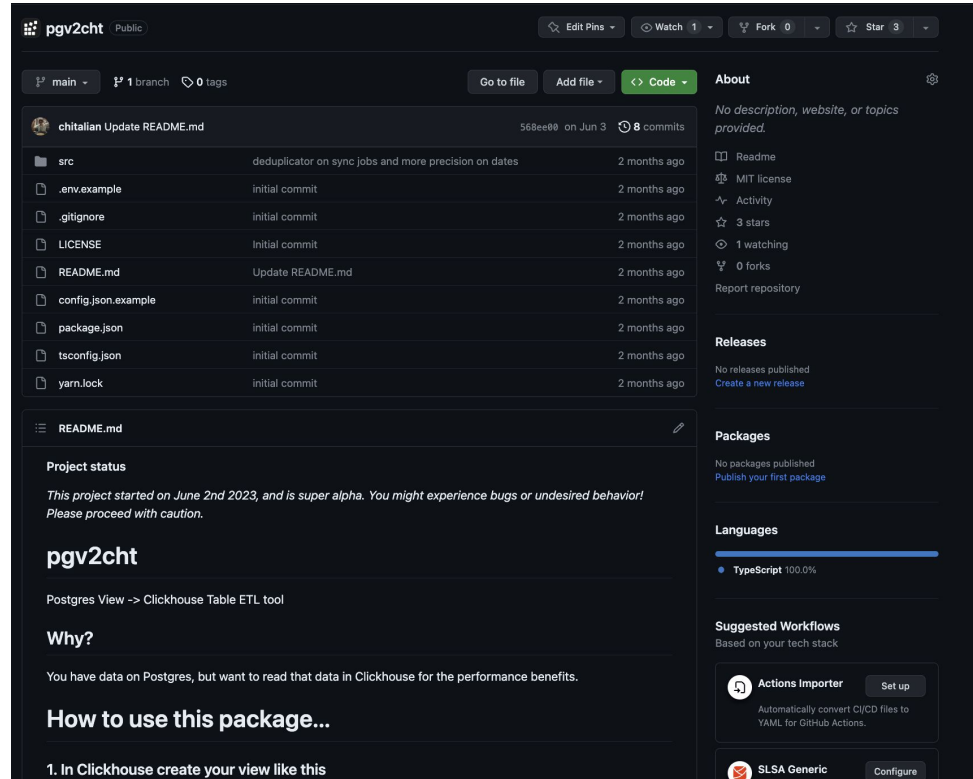 pgv2cht Public
Edit Pins
Watch 1
Fork 0
Star 3
main
1 branch
0 tags
Go to file
Add file
Code
chitalian Update README.md
568ee00 on Jun 3
8 commits
src deduplicator on sync jobs and more precision on dates 2 months ago
.env.example initial commit 2 months ago
.gitignore initial commit 2 months ago
LICENSE Initial commit 2 months ago
README.md Update README.md 2 months ago
config.json.example initial commit 2 months ago
package.json initial commit 2 months ago
tsconfig.json initial commit 2 months ago
yarn.lock initial commit 2 months ago
README.md
Project status
This project started on June 2nd 2023, and is super alpha. You might experience bugs or undesired behavior!
Please proceed with caution.
pgv2cht
Postgres View -> Clickhouse Table ETL tool
Why?
You have data on Postgres, but want to read that data in Clickhouse for the performance benefits.
How to use this package...
1. In Clickhouse create your view like this
About
No description, website, or topics
provided.
Readme
MIT license
Activity
3 stars
1 watching
0 forks
Report repository
Releases
No releases published
Create a new release
Packages
No packages published
Publish your first package
Languages
TypeScript 100.0%
Suggested Workflows
Based on your tech stack
Actions Importer
Set up
Automatically convert CI/CD files to
YAML for GitHub Actions.
SLSA Generic
Configure